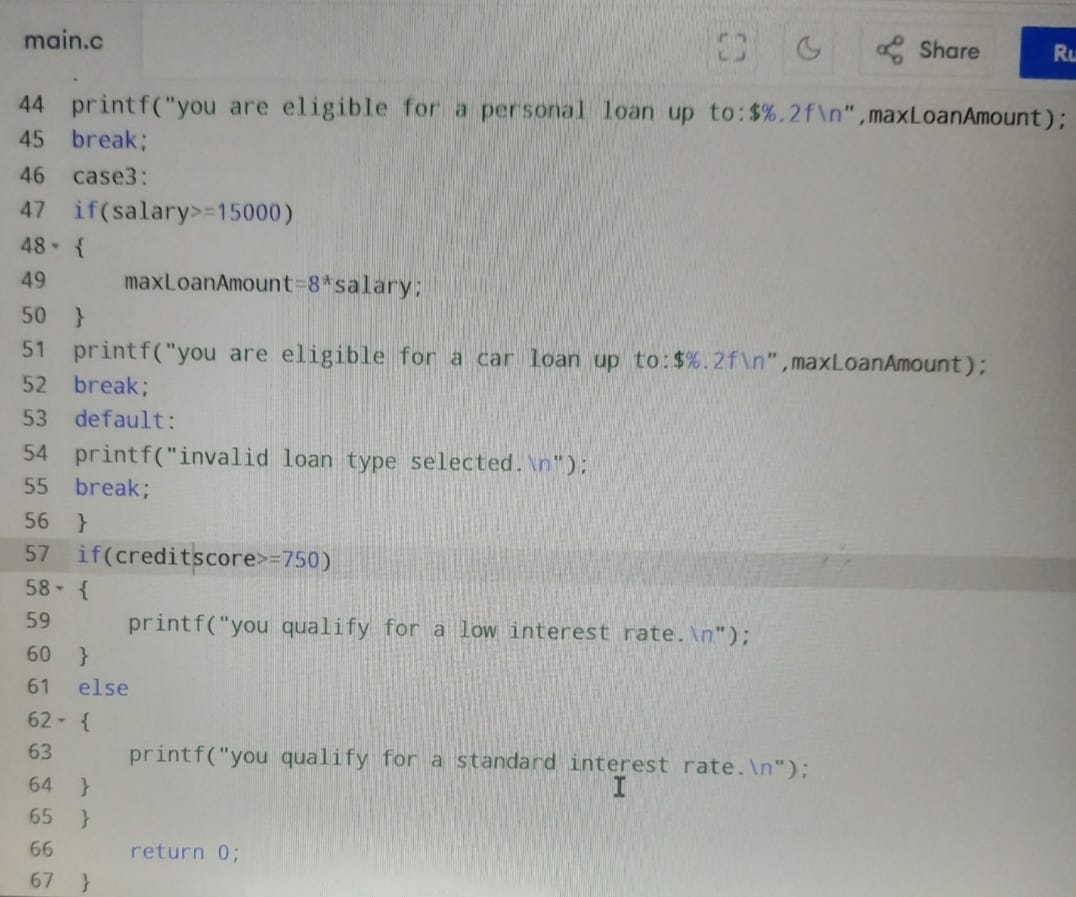 main.c
Share
Ru
44 printf("you are eligible for a personal loan up to:$%.2f\n",maxLoanAmount);
45 break;
46 case3:
47 if(salary>=15000)
48 {
49 maxLoanAmount=8*salary;
50 }
51 printf("you are eligible for a car loan up to:$%.2f\n",maxLoanAmount);
52 break;
53 default:
54 printf("invalid loan type selected.\n");
55 break;
56 }
57 if(creditscore>=750)
58 {
59 printf("you qualify for a low interest rate.\n");
60 }
61 else
62 {
63 printf("you qualify for a standard interest rate.\n");
64 }
65 }
66 return 0;
67 }